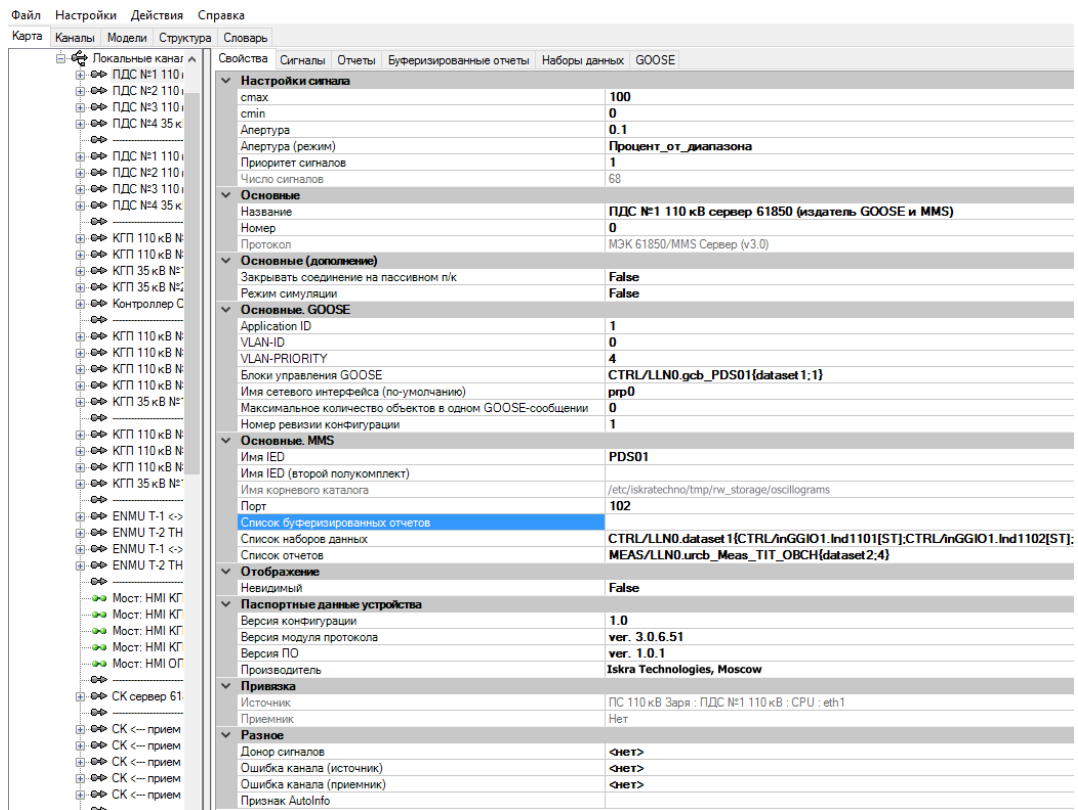 Файл Настройки Действия Справка
Карта Каналы Модели Структура Словарь
Локальные канал
ПДС №1 110
ПДС №2 110
ПДС №3 110
ПДС №4 35 к
ПДС №1 110
ПДС №2 110
ПДС №3 110
ПДС №4 35 к
КГП 110 кВ №
КГП 110 кВ №
КГП 35 кВ №
КГП 35 кВ №2
Контроллер С
КГП 110 кВ №
КГП 110 кВ №
КГП 110 кВ №
КГП 110 кВ №
КГП 35 кВ №
КГП 110 кВ №
КГП 110 кВ №
КГП 110 кВ №
КГП 35 кВ №
ENMU T-1 <->
ENMU T-2 TH
ENMU T-1 <->
ENMU T-2 TH
Мост: HMI КГ
Мост: HMI КГ
Мост: HMI КГ
Мост: HMI КГ
Мост: HMI ОП
СК сервер 61
СК <--- прием
СК <--- прием
СК <--- прием
СК <--- прием
СК <--- прием
Свойства Сигналы Отчеты Буферизированные отчеты Наборы данных GOOSE
Настройки сигнала
cmax 100
cmin 0
Апертура 0.1
Апертура (режим) Процент_от_диапазона
Приоритет сигналов 1
Число сигналов 68
Основные
Название ПДС №1 110 кВ сервер 61850 (издатель GOOSE и MMS)
Номер 0
Протокол МЭК 61850/MMS Сервер (v3.0)
Основные (дополнение)
Закрывать соединение на пассивном п/к False
Режим симуляции False
Основные. GOOSE
Application ID 1
VLAN-ID 0
VLAN-PRIORITY 4
Блоки управления GOOSE CTRL/LLN0.gcb_PDS01{dataset1;1}
Имя сетевого интерфейса (по-умолчанию) prp0
Максимальное количество объектов в одном GOOSE-сообщении 0
Номер ревизии конфигурации 1
Основные. MMS
Имя IED PDS01
Имя IED (второй полукомплект)
Имя корневого каталога /etc/iskratechno/tmp/rw_storage/oscillograms
Порт 102
Список буферизированных отчетов
Список наборов данных CTRL/LLN0.dataset1{CTRL/inGGIO1.Ind1101[ST];CTRL/inGGIO1.Ind1102[ST];
Список отчетов MEAS/LLN0.urcb_Meas_TIT_OBCH{dataset2;4}
Отображение
Невидимый False
Паспортные данные устройства
Версия конфигурации 1.0
Версия модуля протокола ver. 3.0.6.51
Версия ПО ver. 1.0.1
Производитель Iskra Technologies, Moscow
Привязка
Источник ПС 110 кВ Заря : ПДС №1 110 кВ : CPU : eth1
Приемник Нет
Разное
Донор сигналов <нет>
Ошибка канала (источник) <нет>
Ошибка канала (приемник) <нет>
Признак AutoInfo